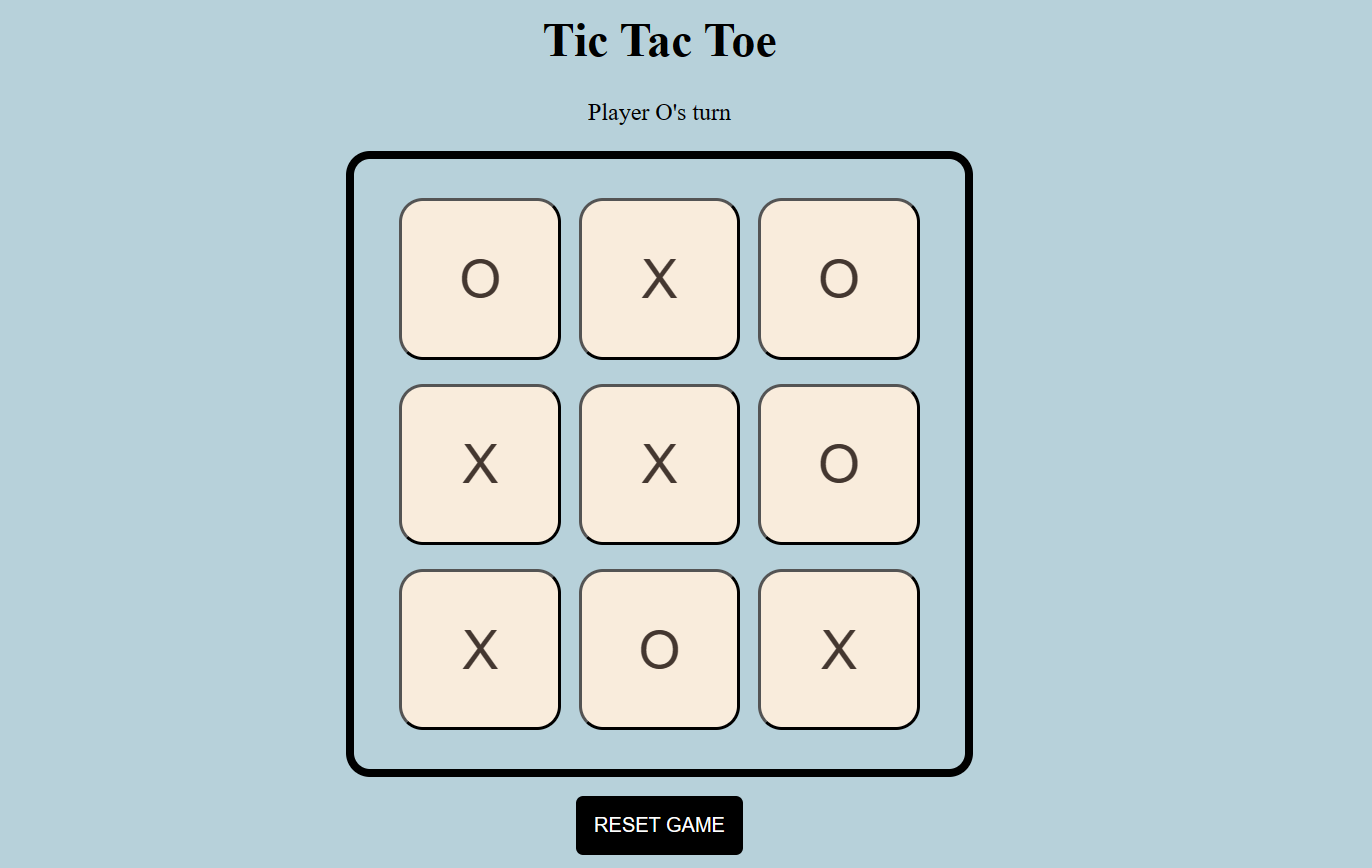 Tic Tac Toe
Player O's turn
O X O
X X O
X O X
RESET GAME